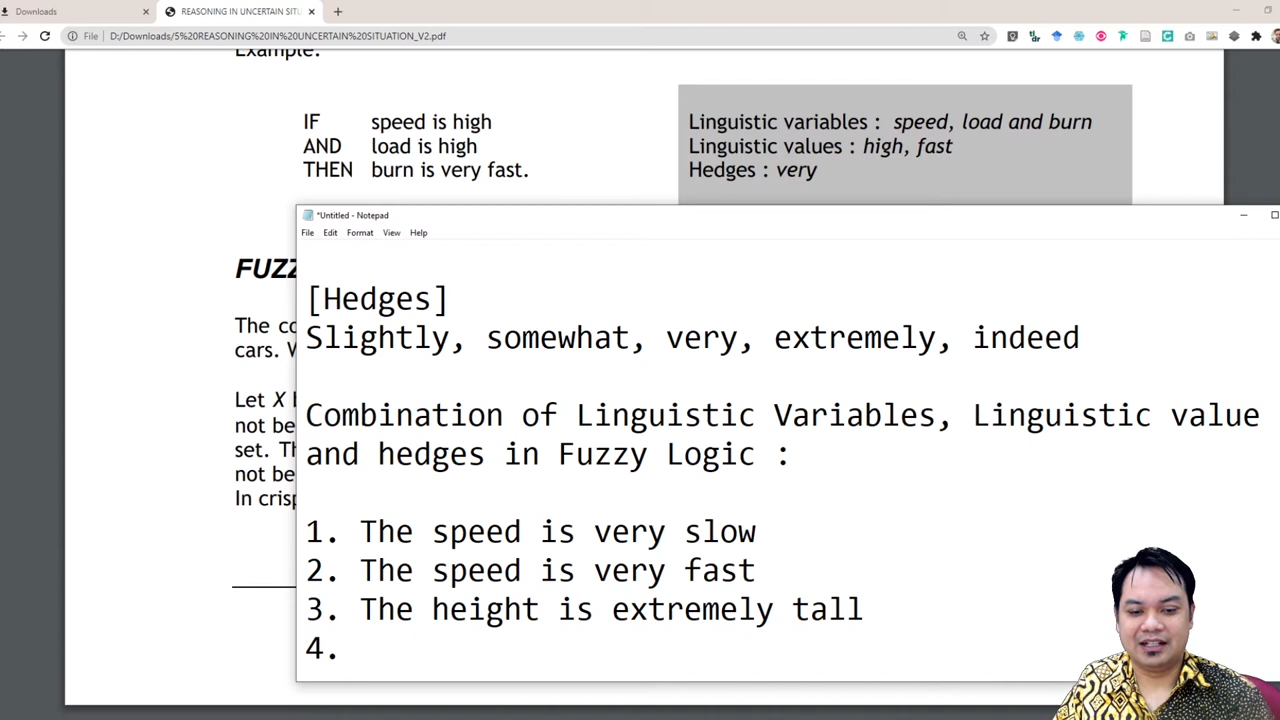 Downloads
REASONING IN UNCERTAIN SITU
File
D:/Downloads/5%20REASONING%20IN%20UNCERTAIN%20SITUATION_V2.pdf
Example:
IF speed is high
AND load is high
THEN burn is very fast.
Linguistic variables : speed, load and burn
Linguistic values : high, fast
Hedges : very
*Untitled - Notepad
File Edit Format View Help
FUZZ
The co
cars. W
Let X b
not be
set. Th
not be
In crisp
[Hedges]
Slightly, somewhat, very, extremely, indeed
Combination of Linguistic Variables, Linguistic value
and hedges in Fuzzy Logic :
1. The speed is very slow
2. The speed is very fast
3. The height is extremely tall
4.